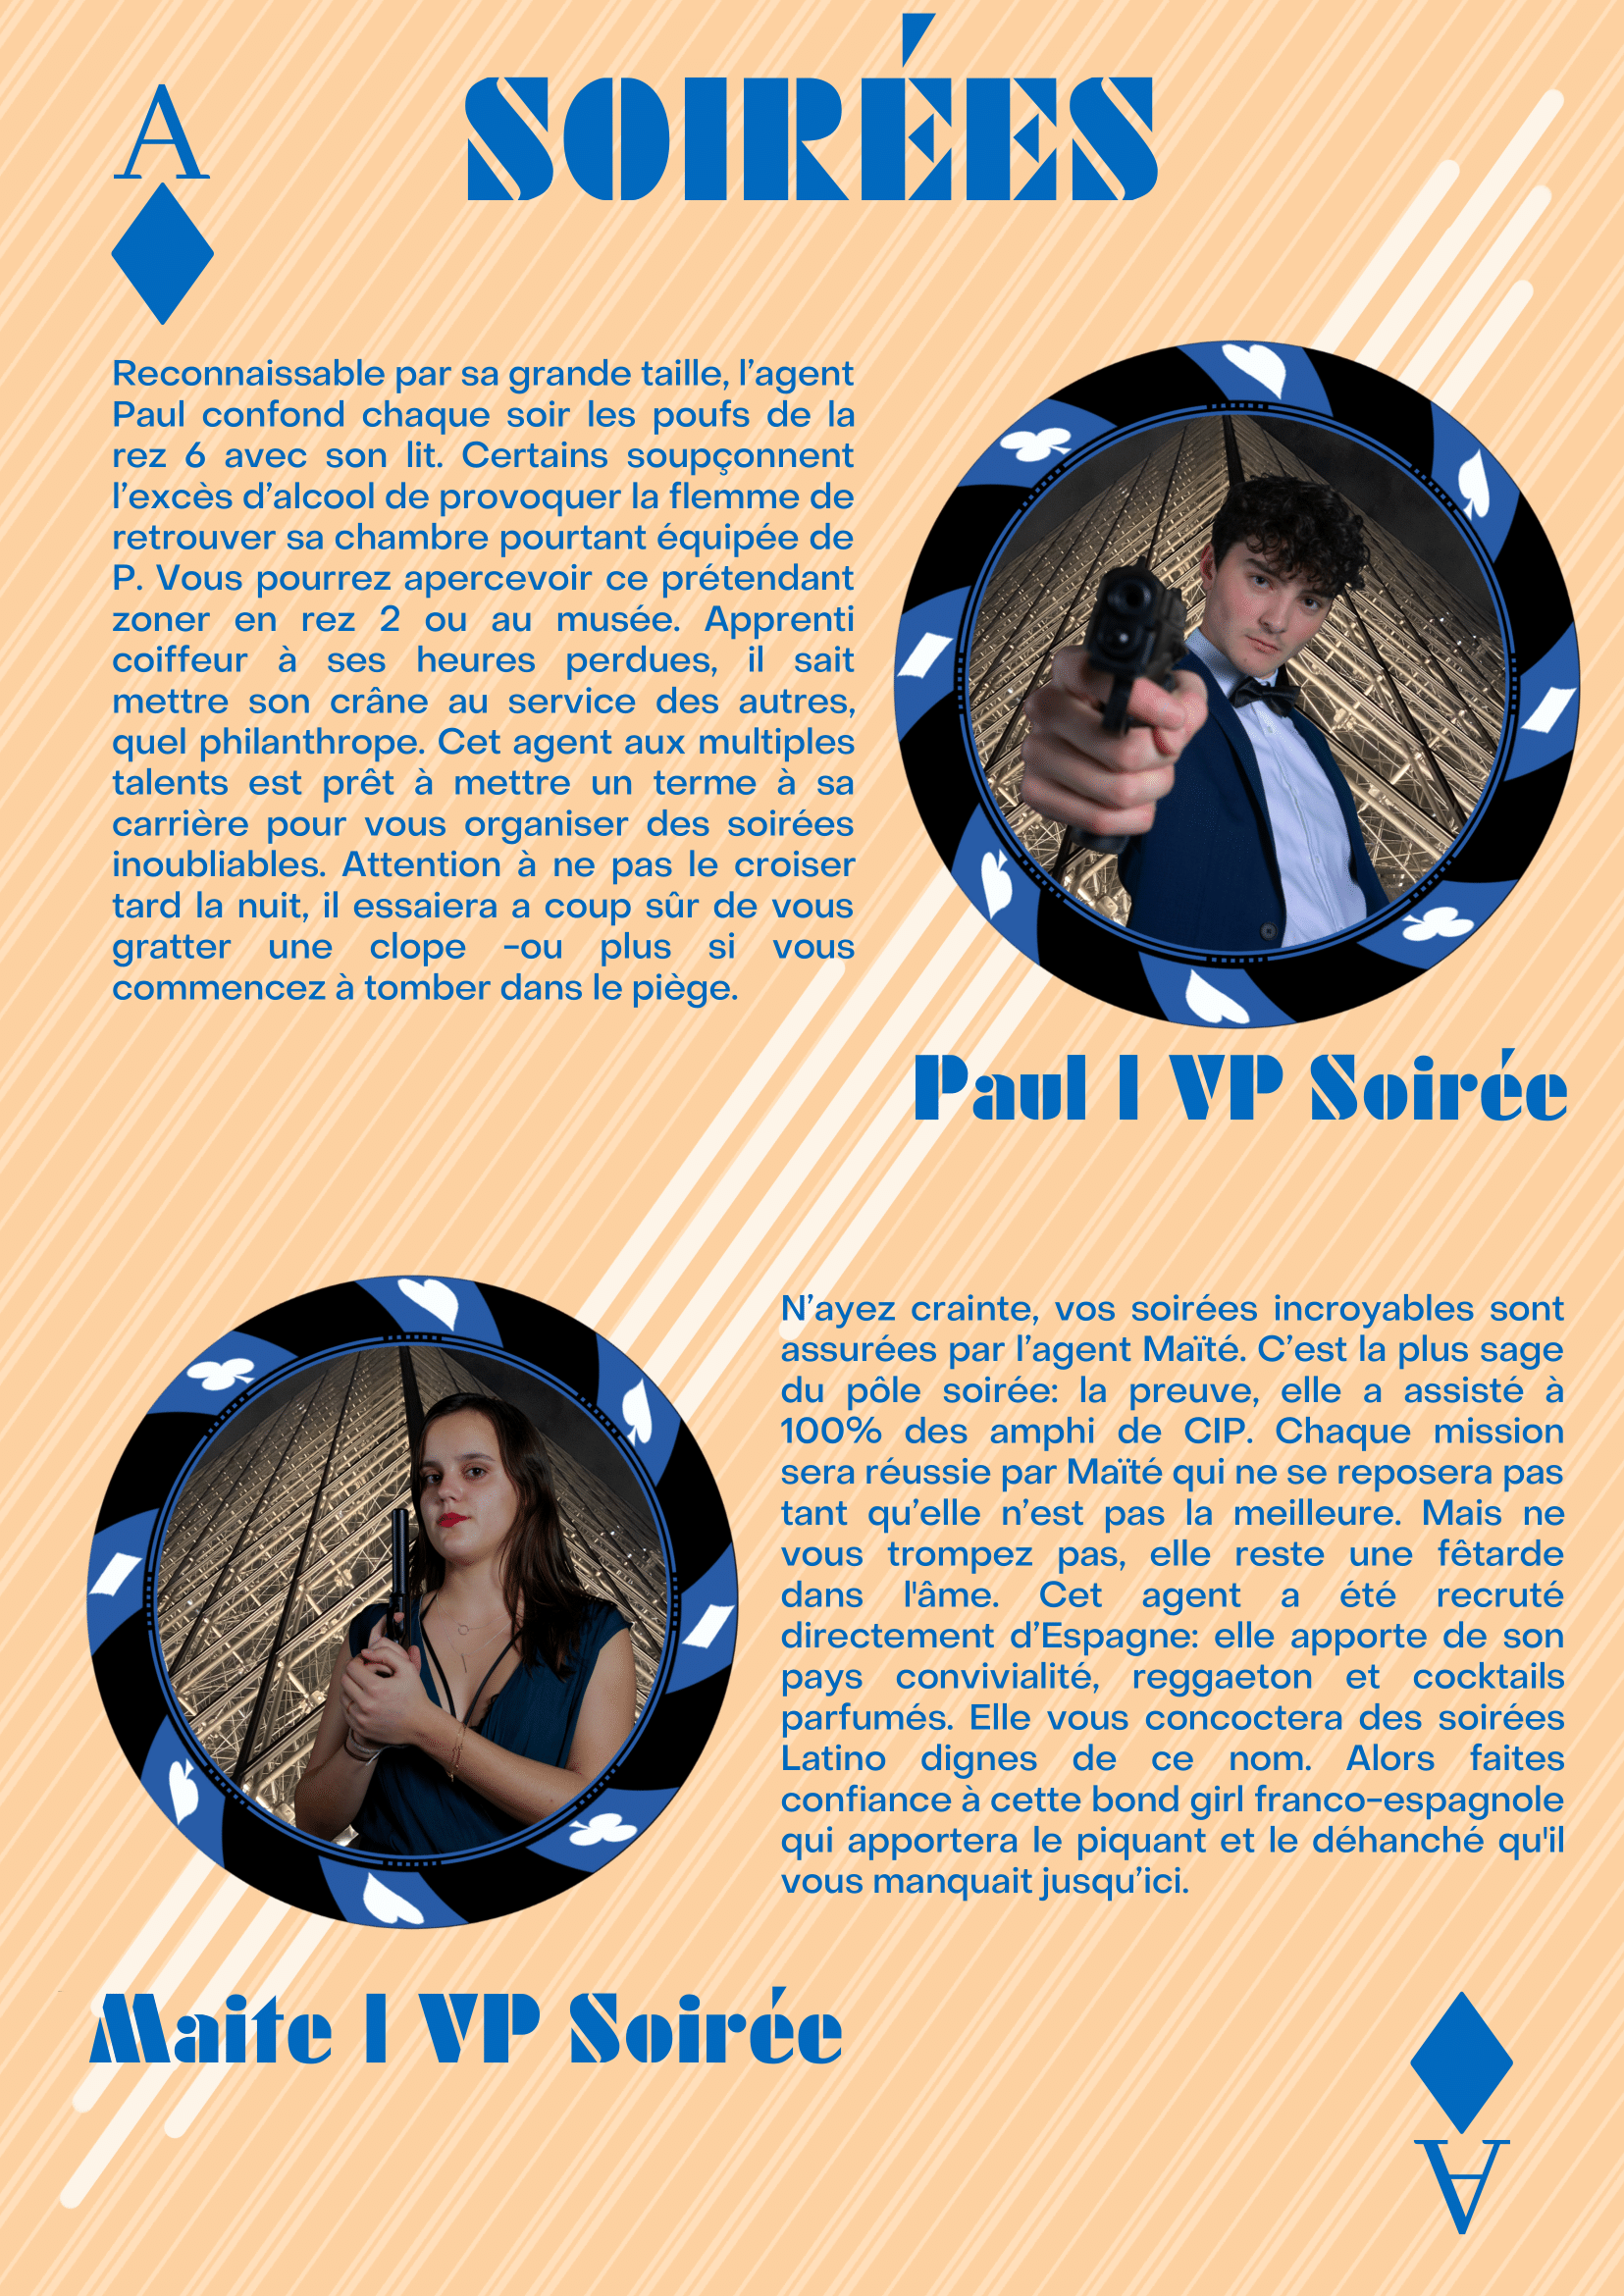 A
SOIRÉES
Reconnaissable par sa grande taille, l’agent
Paul confond chaque soir les poufs de la
rez 6 avec son lit. Certains soupçonnent
l’excès d’alcool de provoquer la flemme de
retrouver sa chambre pourtant équipée de
P. Vous pourrez apercevoir ce prétendant
zoner en rez 2 ou au musée. Apprenti
coiffeur à ses heures perdues, il sait
mettre son crâne au service des autres,
quel philanthrope. Cet agent aux multiples
talents est prêt à mettre un terme à sa
carrière pour vous organiser des soirées
inoubliables. Attention à ne pas le croiser
tard la nuit, il essaiera a coup sûr de vous
gratter une clope -ou plus si vous
commencez à tomber dans le piège.
Paul | VP Soirée
N’ayez crainte, vos soirées incroyables sont
assurées par l’agent Maïté. C’est la plus sage
du pôle soirée: la preuve, elle a assisté à
100% des amphi de CIP. Chaque mission
sera réussie par Maïté qui ne se reposera pas
tant qu’elle n’est pas la meilleure. Mais ne
vous trompez pas, elle reste une fêtarde
dans l'âme. Cet agent a été recruté
directement d’Espagne: elle apporte de son
pays convivialité, reggaeton et cocktails
parfumés. Elle vous concoctera des soirées
Latino dignes de ce nom. Alors faites
confiance à cette bond girl franco-espagnole
qui apportera le piquant et le déhanché qu'il
vous manquait jusqu’ici.
Maite | VP Soirée
A